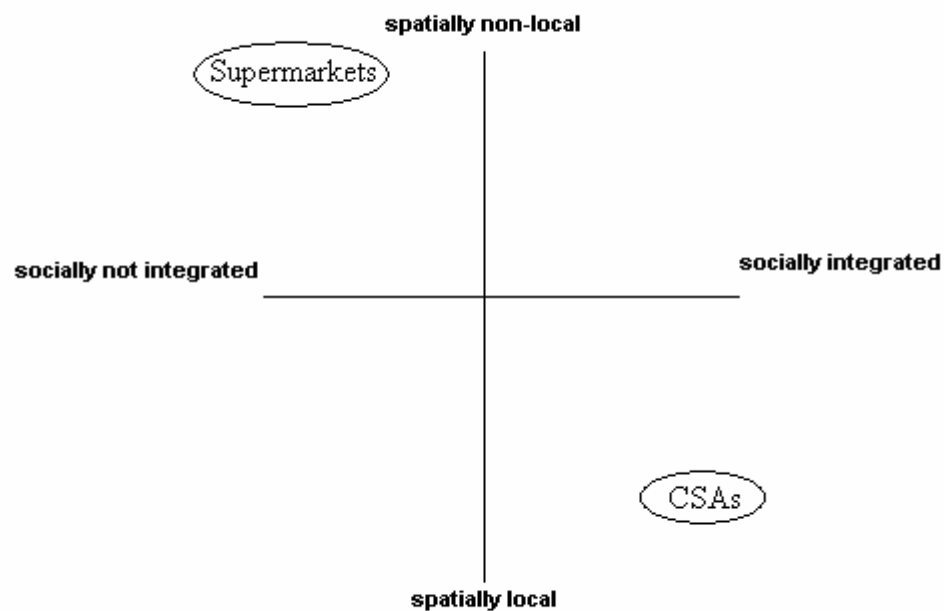 spatially non-local
Supermarkets
socially not integrated
socially integrated
CSAs
spatially local